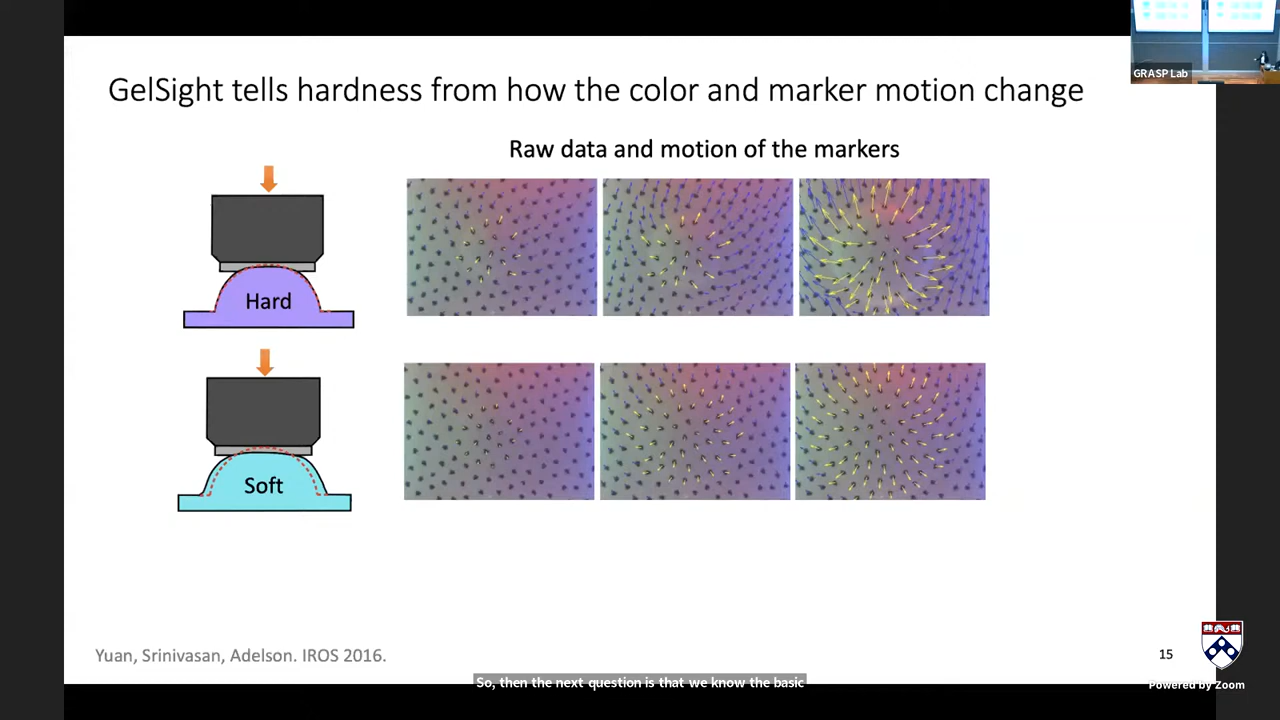 GRASP Lab
GelSight tells hardness from how the color and marker motion change
Raw data and motion of the markers
Hard
Soft
Yuan, Srinivasan, Adelson. IROS 2016.
15
So, then the next question is that we know the basic
Powered by Zoom